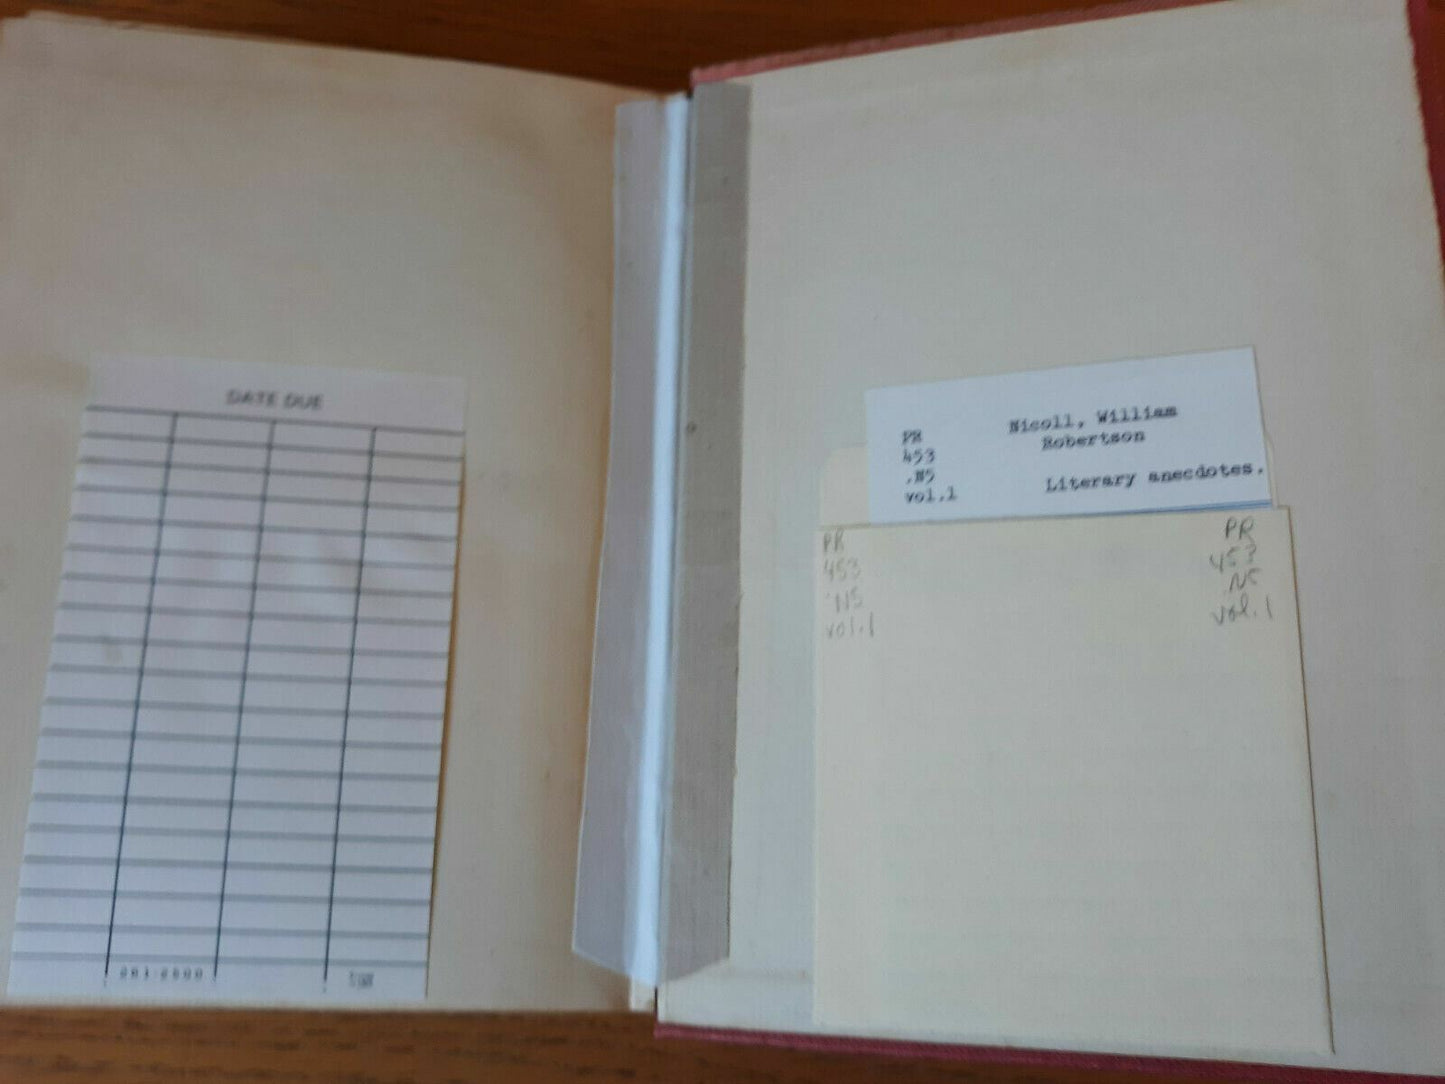 DATE DUE
PR
453
.N5
vol.1
Nicoll, William
Robertson
Literary anecdotes.
PR
453
.N5
vol.1
PR
453
.N5
vol.1